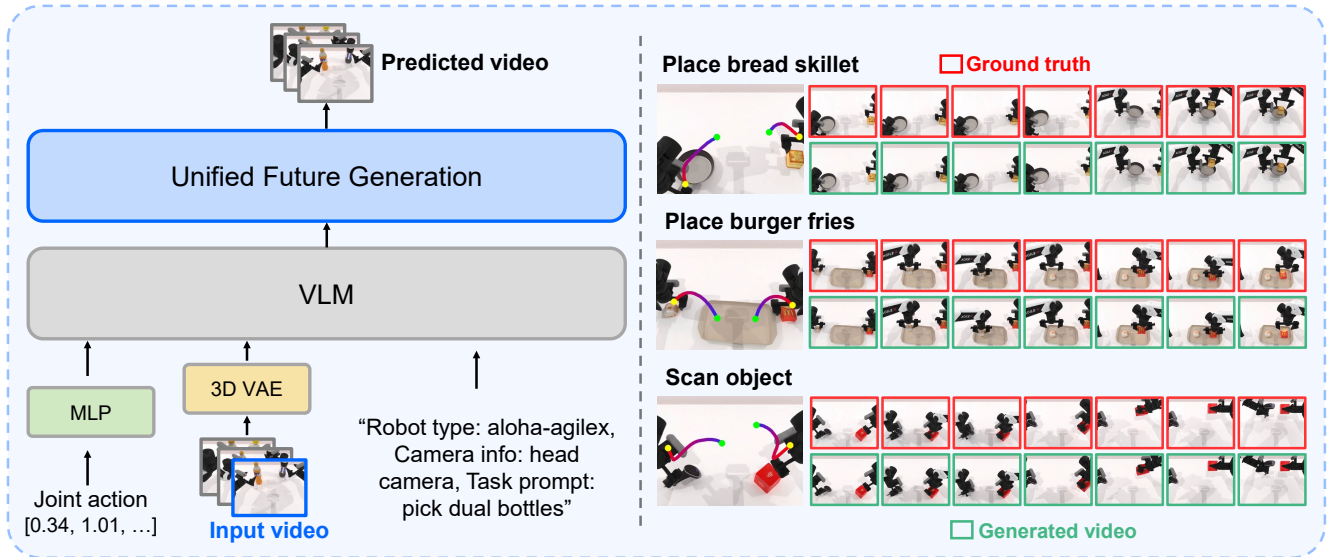 Predicted video
Unified Future Generation
VLM
MLP
3D VAE
Joint action
[0.34, 1.01, …]
Input video
“Robot type: aloha-agilex,
Camera info: head
camera, Task prompt:
pick dual bottles”
Place bread skillet
Ground truth
Place burger fries
Scan object
Generated video